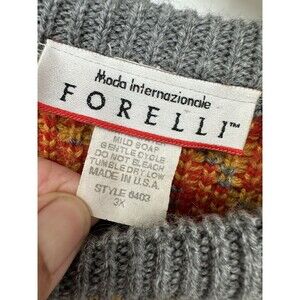 Moda Internazionale
FORELLI™
MILD SOAP
GENTLE CYCLE
DO NOT BLEACH
TUMBLE DRY LOW
MADE IN U.S.A.
STYLE 6403
3X